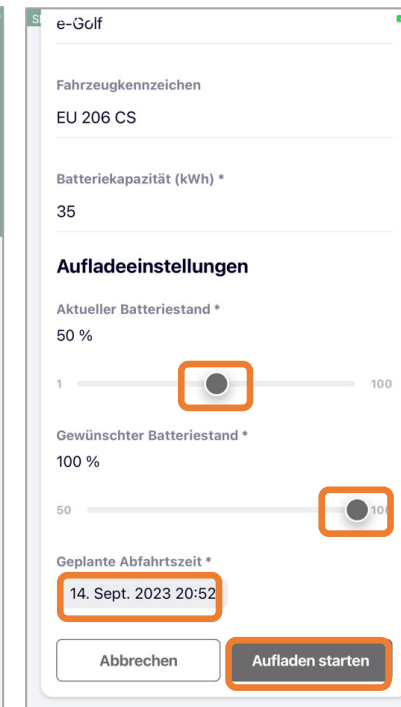 e-Golf
Fahrzeugkennzeichen
EU 206 CS
Batteriekapazität (kWh) *
35
Aufladeeinstellungen
Aktueller Batteriestand *
50 %
1 100
Gewünschter Batteriestand *
100 %
50 100
Geplante Abfahrtszeit *
14. Sept. 2023 20:52
Abbrechen Aufladen starten